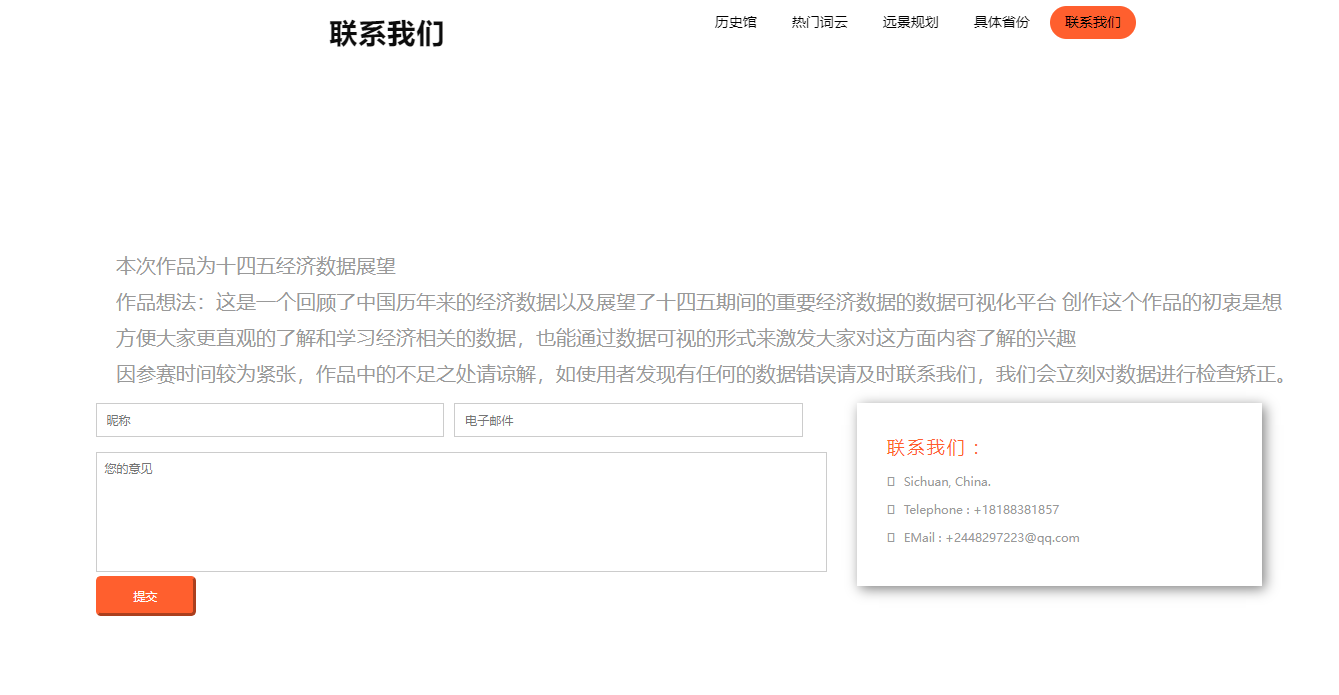 联系我们
历史馆
热门词云
远景规划
具体省份
联系我们
本次作品为十四五经济数据展望
作品想法：这是一个回顾了中国历年来的经济数据以及展望了十四五期间的重要经济数据的数据可视化平台 创作这个作品的初衷是想
方便大家更直观的了解和学习经济相关的数据，也能通过数据可视的形式来激发大家对这方面内容了解的兴趣
因参赛时间较为紧张，作品中的不足之处请谅解，如使用者发现有任何的数据错误请及时联系我们，我们会立刻对数据进行检查矫正。
昵称
电子邮件
您的意见
提交
联系我们 :
Sichuan, China.
Telephone : +18188381857
EMail : +2448297223@qq.com